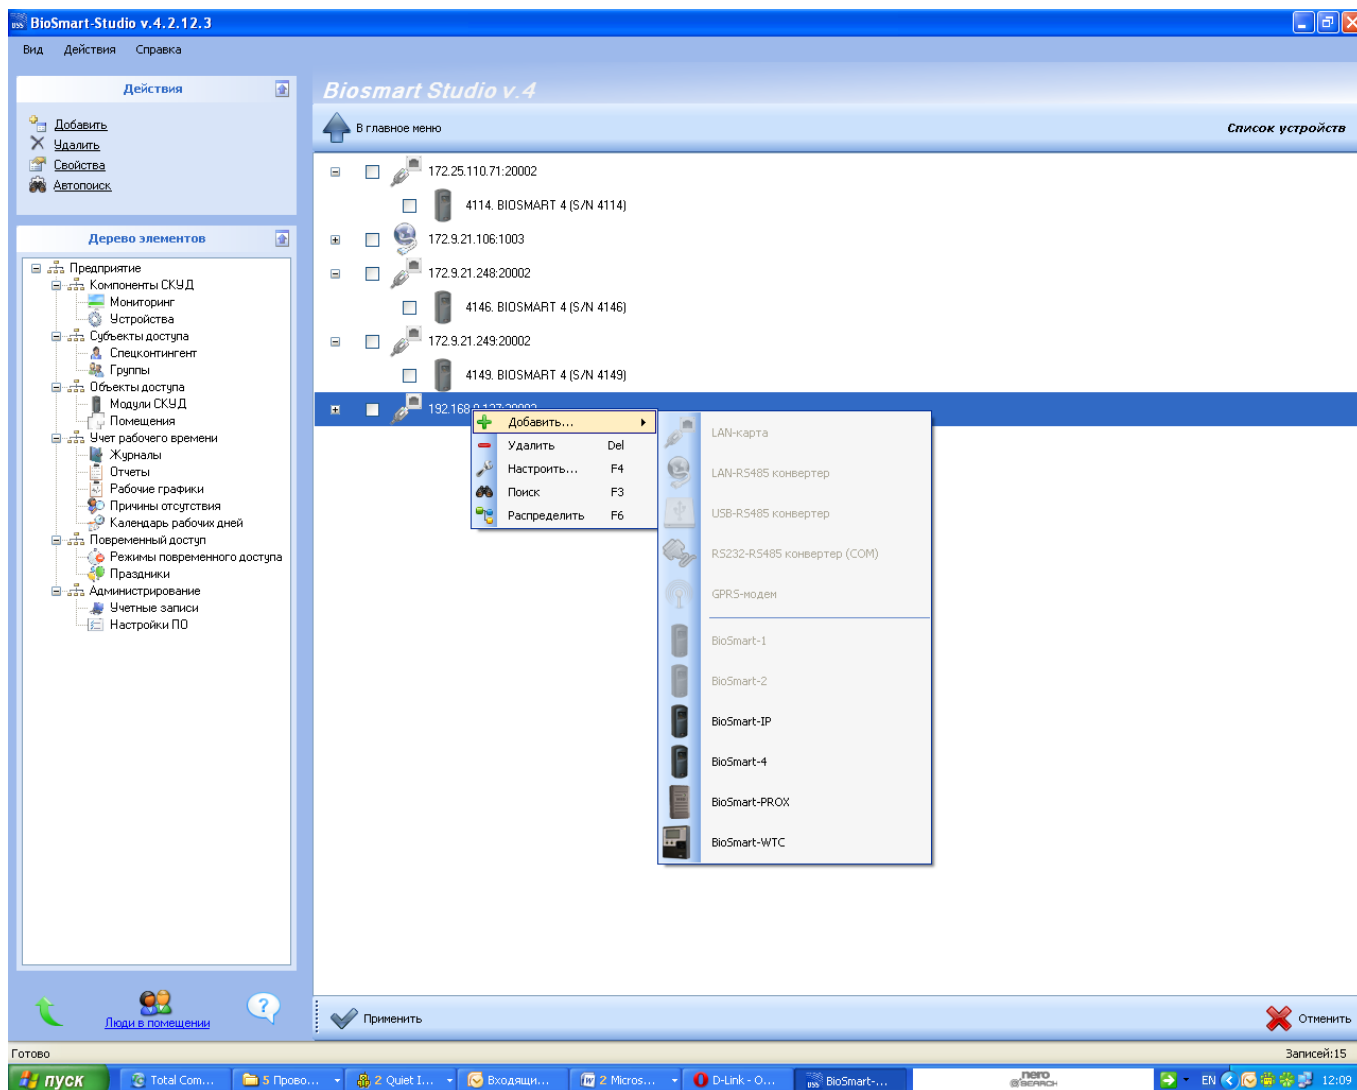 BioSmart-Studio v.4.2.12.3
Вид Действия Справка
Действия
Добавить
Удалить
Свойства
Автопоиск
Дерево элементов
Предприятие
Компоненты СКУД
Мониторинг
Устройства
Субъекты доступа
Спецконтингент
Группы
Объекты доступа
Модули СКУД
Помещения
Учет рабочего времени
Журналы
Отчеты
Рабочие графики
Причины отсутствия
Календарь рабочих дней
Повременный доступ
Режимы повременного доступа
Праздники
Администрирование
Учетные записи
Настройки ПО
Люди в помещении
Biosmart Studio v.4
В главное меню Список устройств
172.25.110.71:20002
4114. BIOSMART 4 (S/N 4114)
172.9.21.106:1003
172.9.21.248:20002
4146. BIOSMART 4 (S/N 4146)
172.9.21.249:20002
4149. BIOSMART 4 (S/N 4149)
Добавить...
Удалить Del
Настроить... F4
Поиск F3
Распределить F6
LAN-карта
LAN-RS485 конвертер
USB-RS485 конвертер
RS232-RS485 конвертер (COM)
GPRS-модем
BioSmart-1
BioSmart-2
BioSmart-IP
BioSmart-4
BioSmart-PROX
BioSmart-WTC
Применить Отменить
Готово Записей:15
пуск Total Com... 5 Прово... 2 Quiet I... Входящи... 2 Micros... D-Link - O... BioSmart-... nero SEARCH EN 12:09